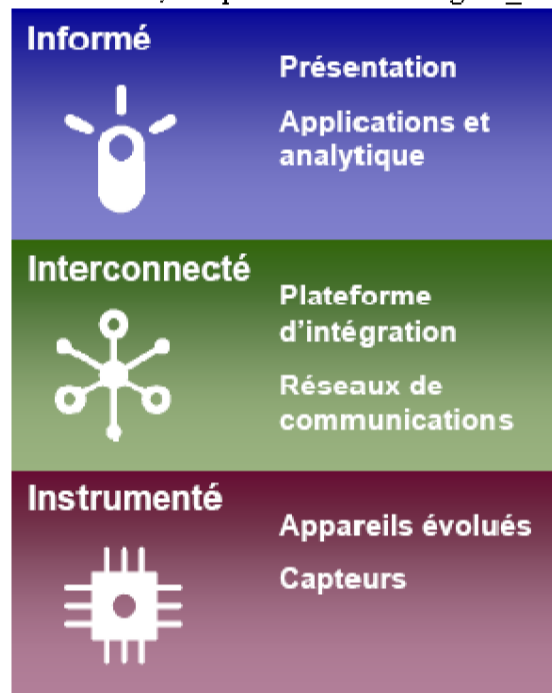 Informé
Présentation
Applications et
analytique
Interconnecté
Plateforme
d'intégration
Réseaux de
communications
Instrumenté
Appareils évolués
Capteurs